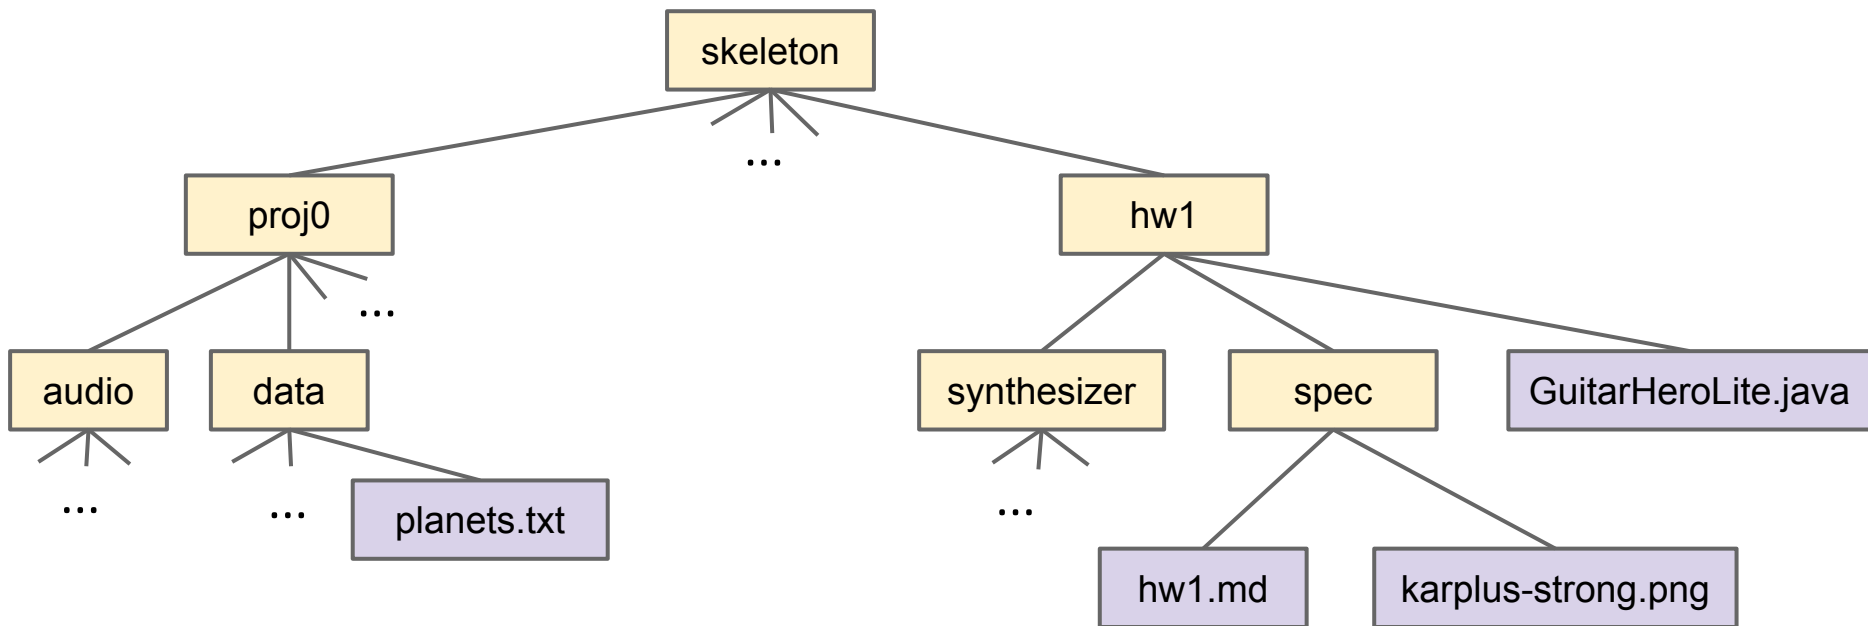 skeleton
...
proj0
hw1
...
audio
data
synthesizer
spec
GuitarHeroLite.java
...
...
planets.txt
...
hw1.md
karplus-strong.png